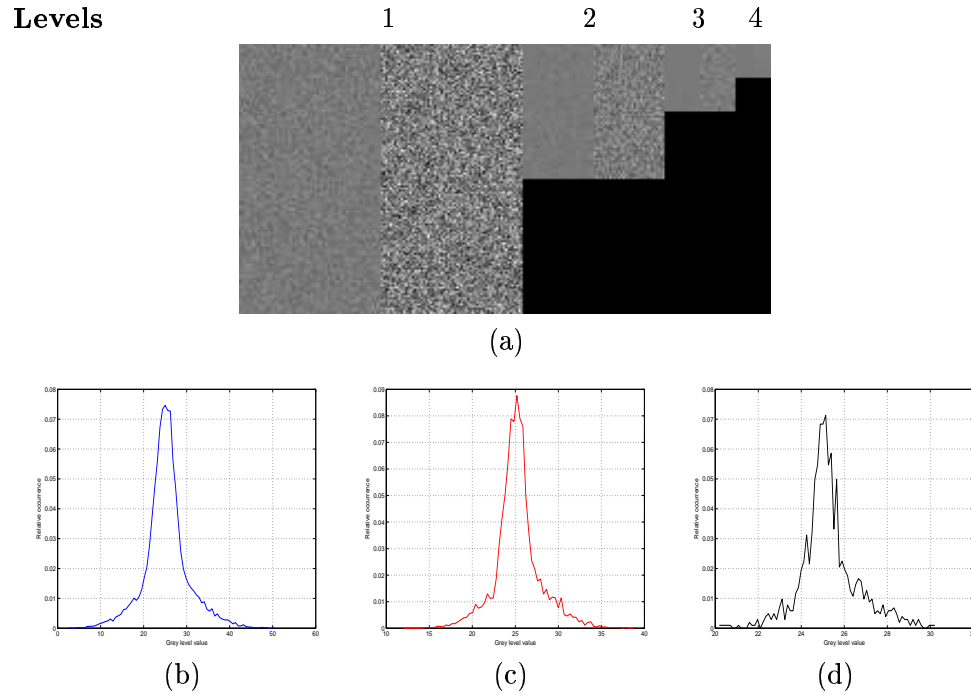 Levels 1 2 3 4
(a)
0.08 0.09 0.08
0.07 0.08 0.07
0.06 0.07 0.06
0.05 0.06 0.05
0.04 0.05 0.04
0.03 0.04 0.03
0.02 0.03 0.02
0.01 0.02 0.01
0 0.01 0
0
Relative occurrence Relative occurrence Relative occurrence
0 10 20 30 40 50 60 10 15 20 25 30 35 40 20 22 24 26 28 30 32
Grey level value Grey level value Grey level value
(b) (c) (d)